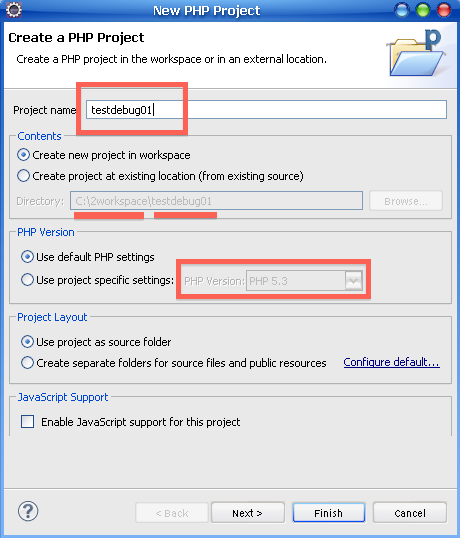 New PHP Project
Create a PHP Project
Create a PHP project in the workspace or in an external location.
Project name
testdebug01
Contents
Create new project in workspace
Create project at existing location (from existing source)
Directory: C:\2workspace\testdebug01 Browse...
PHP Version
Use default PHP settings
Use project specific settings: PHP Version: PHP 5.3
Project Layout
Use project as source folder
Create separate folders for source files and public resources Configure default...
JavaScript Support
Enable JavaScript support for this project
? < Back Next > Finish Cancel